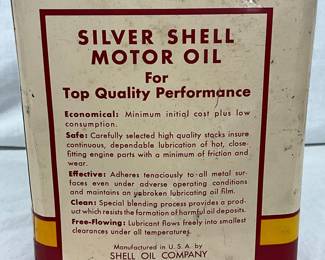 SILVER SHELL
MOTOR OIL
For
Top Quality Performance
Economical: Minimum initial cost plus low
consumption.
Safe: Carefully selected high quality stocks insure
continuous, dependable lubrication of hot, close-
fitting engine parts with a minimum of friction and
wear.
Effective: Adheres tenaciously to all metal sur-
faces even under adverse operating conditions
and maintains an unbroken lubricating oil film.
Clean: Special blending process provides a prod-
uct which resists the formation of harmful oil deposits.
Free-Flowing: Lubricant flows freely into smallest
clearances under all temperatures.
Manufactured in U.S.A. by
SHELL OIL COMPANY